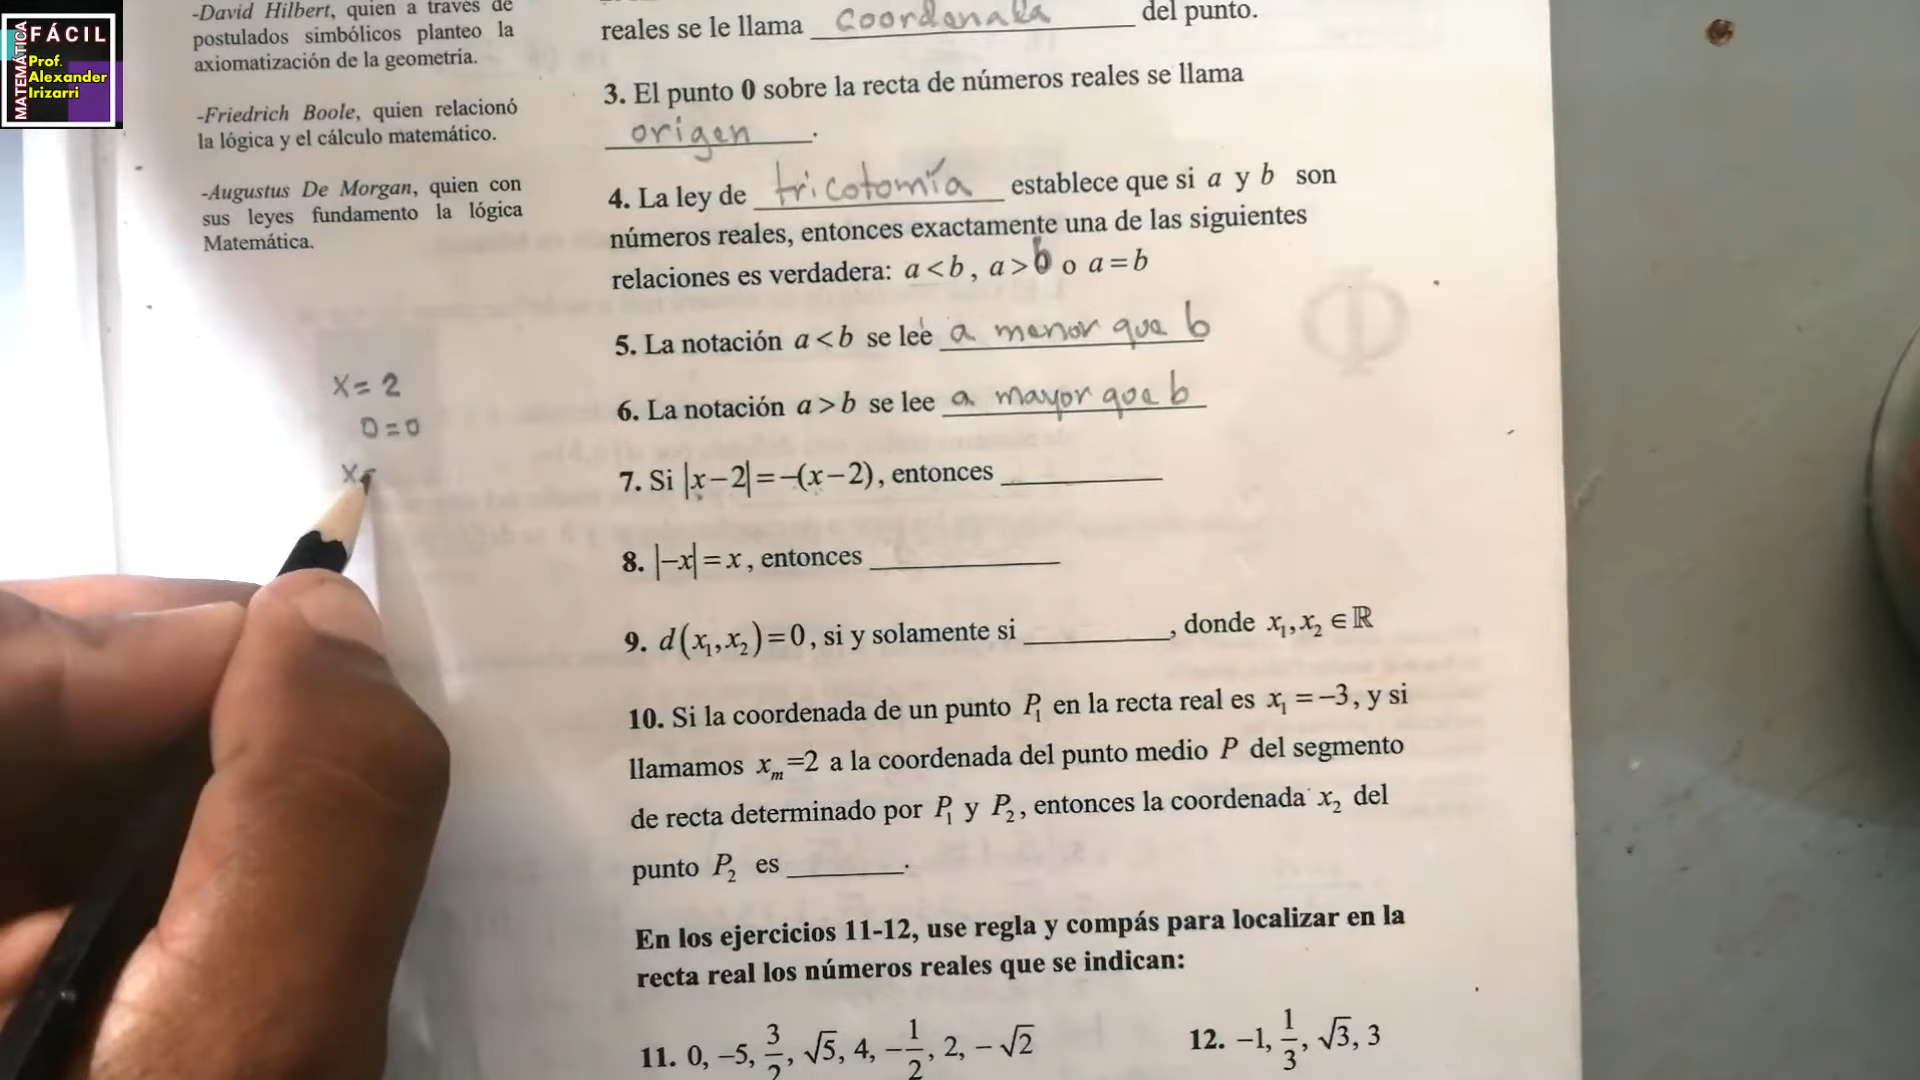 MATEMÁTICA
FÁCIL
Prof.
Alexander
Irizarri
-David Hilbert, quien a través de
postulados simbólicos planteo la
axiomatización de la geometría.
-Friedrich Boole, quien relacionó
la lógica y el cálculo matemático.
-Augustus De Morgan, quien con
sus leyes fundamento la lógica
Matemática.
x = 2
0 = 0
x
reales se le llama coordenada del punto.
3. El punto 0 sobre la recta de números reales se llama
origen.
4. La ley de tricotomía establece que si a y b son
números reales, entonces exactamente una de las siguientes
relaciones es verdadera: a < b, a > b o a = b
5. La notación a < b se lee a menor que b
6. La notación a > b se lee a mayor que b
7. Si |x − 2| = −(x − 2), entonces ________
8. |−x| = x, entonces ________
9. d(x₁, x₂) = 0, si y solamente si ________, donde x₁, x₂ ∈ ℝ
10. Si la coordenada de un punto P₁ en la recta real es x₁ = −3, y si
llamamos xₘ=2 a la coordenada del punto medio P del segmento
de recta determinado por P₁ y P₂, entonces la coordenada x₂ del
punto P₂ es ________.
En los ejercicios 11-12, use regla y compás para localizar en la
recta real los números reales que se indican:
11. 0, −5, 3/2, √5, 4, −1/2, 2, −√2
12. −1, 1/3, √3, 3